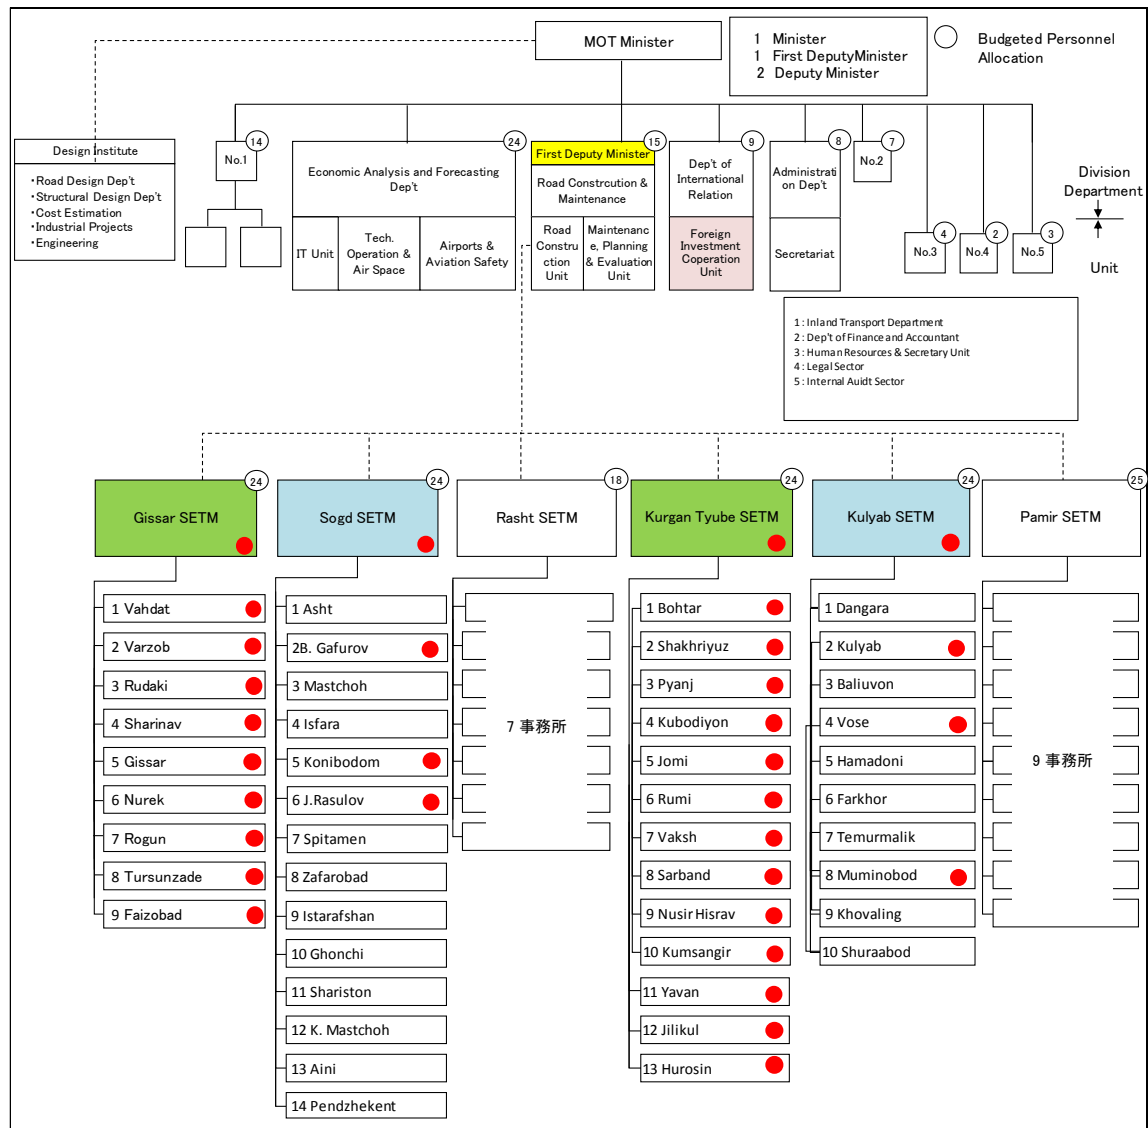 MOT Minister
1 Minister
1 First DeputyMinister
2 Deputy Minister
Budgeted Personnel
Allocation
Design Institute
・Road Design Dep't
・Structural Design Dep't
・Cost Estimation
・Industrial Projects
・Engineering
14
No.1
24
Economic Analysis and Forecasting
Dep't
IT Unit
Tech.
Operation &
Air Space
Airports &
Aviation Safety
15
First Deputy Minister
Road Constrcution &
Maintenance
Road
Constru
ction Unit
Maintenanc
e, Planning
& Evaluation
Unit
9
Dep't of
International
Relation
Foreign
Investment
Coperation
Unit
8
Administrati
on Dep't
Secretariat
7
No.2
4
No.3
2
No.4
3
No.5
Division
Department
Unit
1: Inland Transport Department
2: Dep't of Finance and Accountant
3: Human Resources & Secretary Unit
4: Legal Sector
5: Internal Auidt Sector
24
Gissar SETM
24
Sogd SETM
18
Rasht SETM
24
Kurgan Tyube SETM
24
Kulyab SETM
25
Pamir SETM
1 Vahdat
2 Varzob
3 Rudaki
4 Sharinav
5 Gissar
6 Nurek
7 Rogun
8 Tursunzade
9 Faizobad
1 Asht
2B. Gafurov
3 Mastchoh
4 Isfara
5 Konibodom
6 J.Rasulov
7 Spitamen
8 Zafarobad
9 Istarafshan
10 Ghonchi
11 Shariston
12 K. Mastchoh
13 Aini
14 Pendzhekent
7 事務所
1 Bohtar
2 Shakhriyuz
3 Pyanj
4 Kubodiyon
5 Jomi
6 Rumi
7 Vaksh
8 Sarband
9 Nusir Hisrav
10 Kumsangir
11 Yavan
12 Jilikul
13 Hurosin
1 Dangara
2 Kulyab
3 Baliuvon
4 Vose
5 Hamadoni
6 Farkhor
7 Temurmalik
8 Muminobod
9 Khovaling
10 Shuraabod
9 事務所